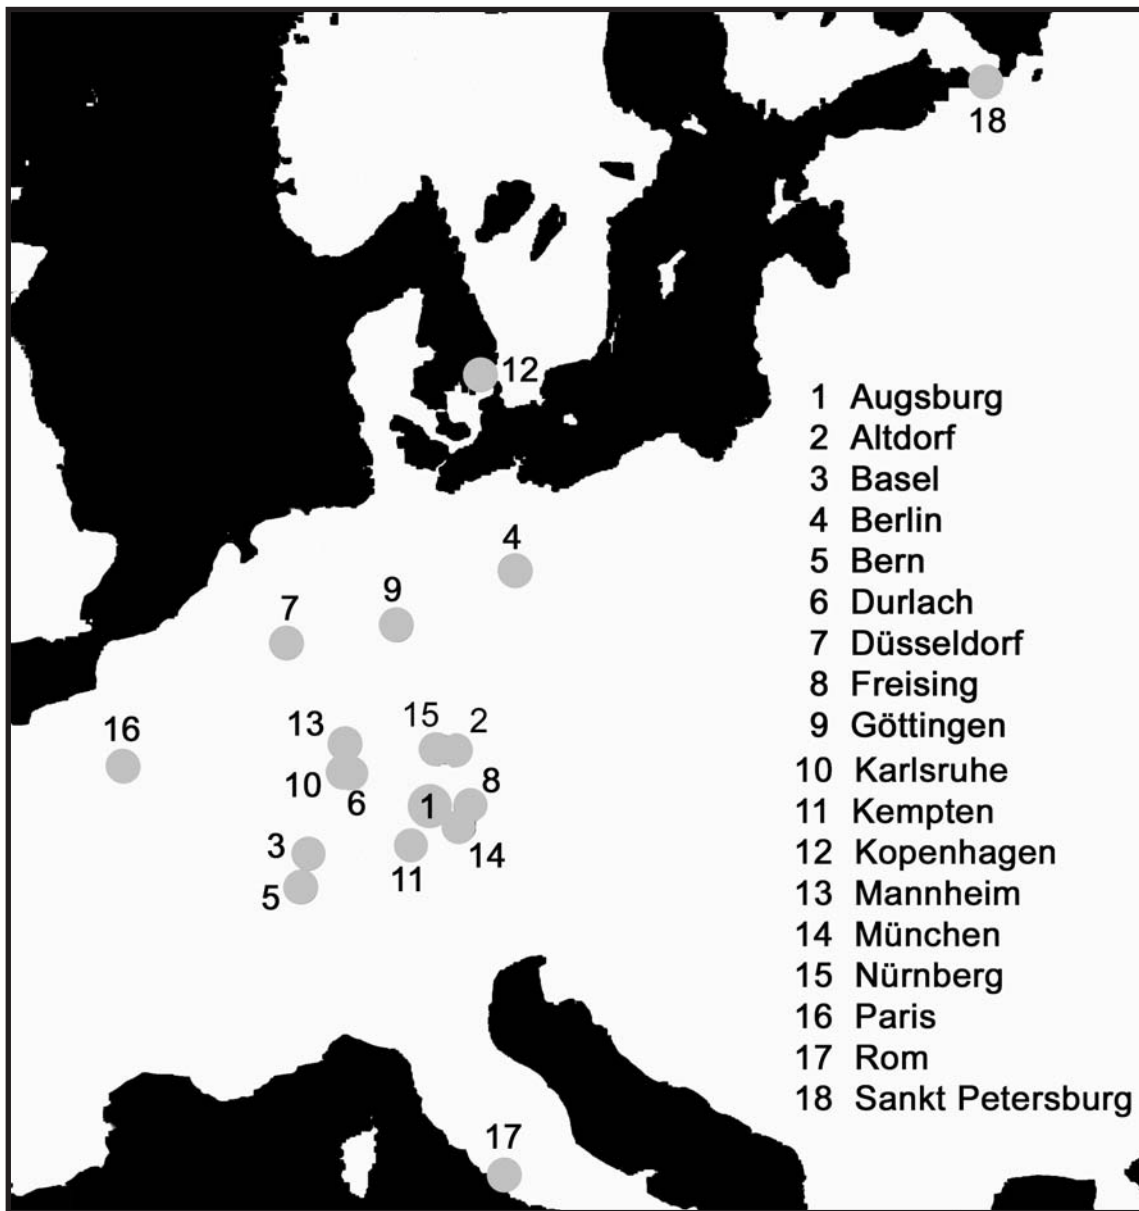 18
12
4
9
7
16
13
15
2
10
6
8
1
3
11
14
5
17
1 Augsburg
2 Altdorf
3 Basel
4 Berlin
5 Bern
6 Durlach
7 Düsseldorf
8 Freising
9 Göttingen
10 Karlsruhe
11 Kempten
12 Kopenhagen
13 Mannheim
14 München
15 Nürnberg
16 Paris
17 Rom
18 Sankt Petersburg